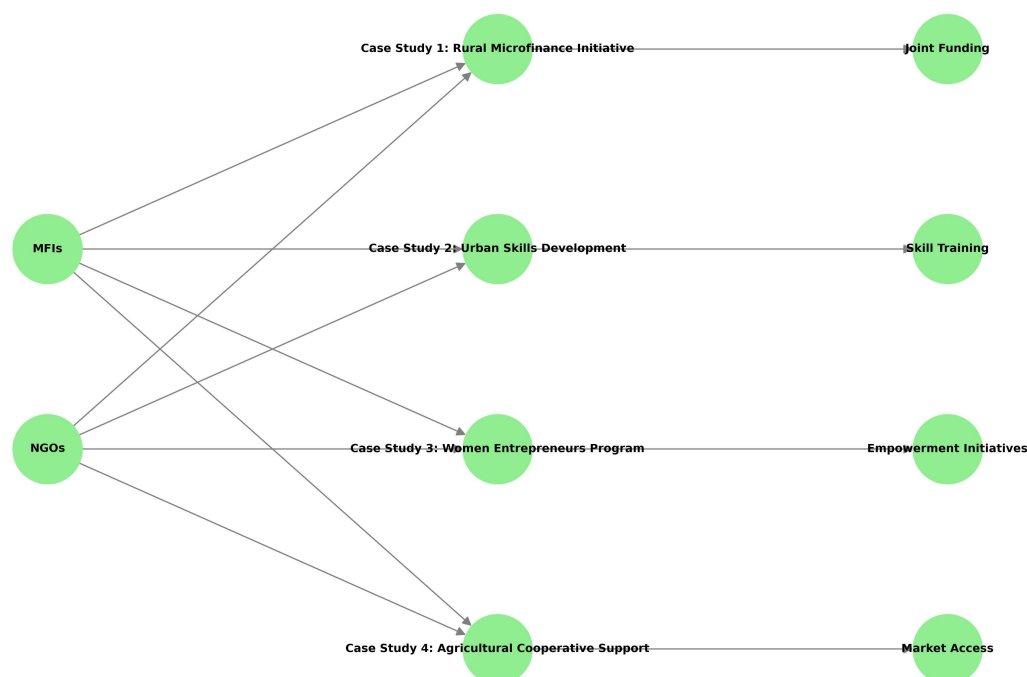 Case Study 1: Rural Microfinance Initiative
Joint Funding
MFIs
Case Study 2: Urban Skills Development
Skill Training
NGOs
Case Study 3: Women Entrepreneurs Program
Empowerment Initiatives
Case Study 4: Agricultural Cooperative Support
Market Access